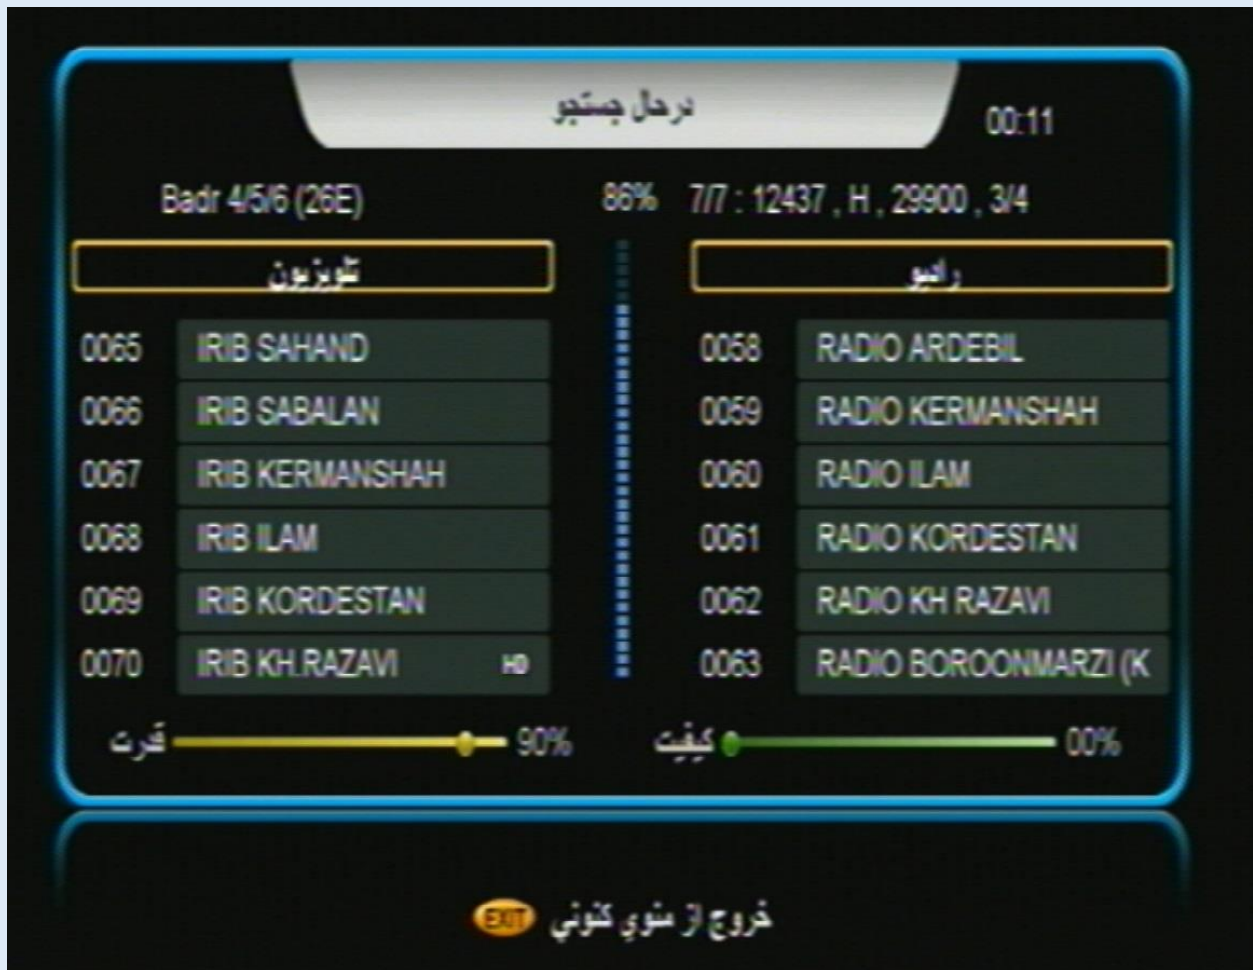 درحال جستجو
00:11
Badr 4/5/6 (26E)
86%
7/7 : 12437 , H , 29900 , 3/4
تلویزیون
رادیو
0065 IRIB SAHAND
0066 IRIB SABALAN
0067 IRIB KERMANSHAH
0068 IRIB ILAM
0069 IRIB KORDESTAN
0070 IRIB KH.RAZAVI HD
0058 RADIO ARDEBIL
0059 RADIO KERMANSHAH
0060 RADIO ILAM
0061 RADIO KORDESTAN
0062 RADIO KH RAZAVI
0063 RADIO BOROONMARZI (K
قدرت 90%
کیفیت 00%
خروج از منوي کنوني EXIT